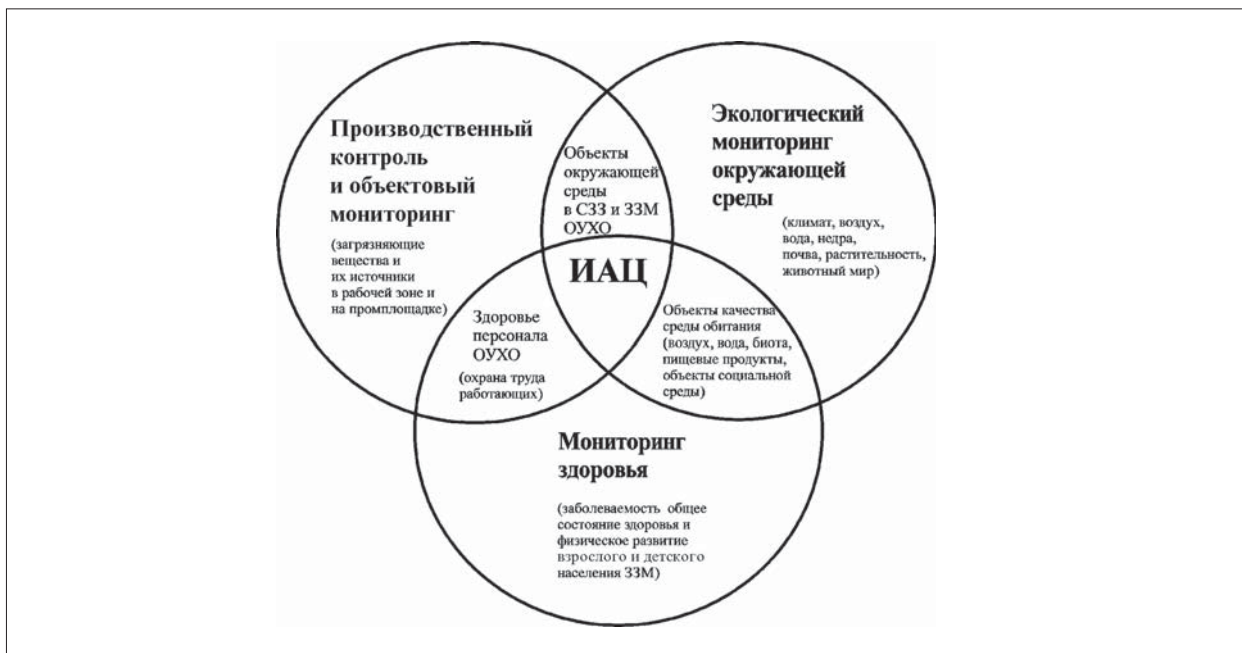 Производственный
контроль
и объектовый
мониторинг
(загрязняющие
вещества и
их источники
в рабочей зоне и
на промплощадке)
Объекты
окружающей
среды
в СЗЗ и ЗЗМ
ОУХО
Экологический
мониторинг
окружающей
среды
(климат, воздух,
вода, недра,
почва, растительность,
животный мир)
ИАЦ
Здоровье
персонала
ОУХО
(охрана труда
работающих)
Объекты качества
среды обитания
(воздух, вода, биота,
пищевые продукты,
объекты социальной
среды)
Мониторинг
здоровья
(заболеваемость общее
состояние здоровья и
физическое развитие
взрослого и детского
населения ЗЗМ)